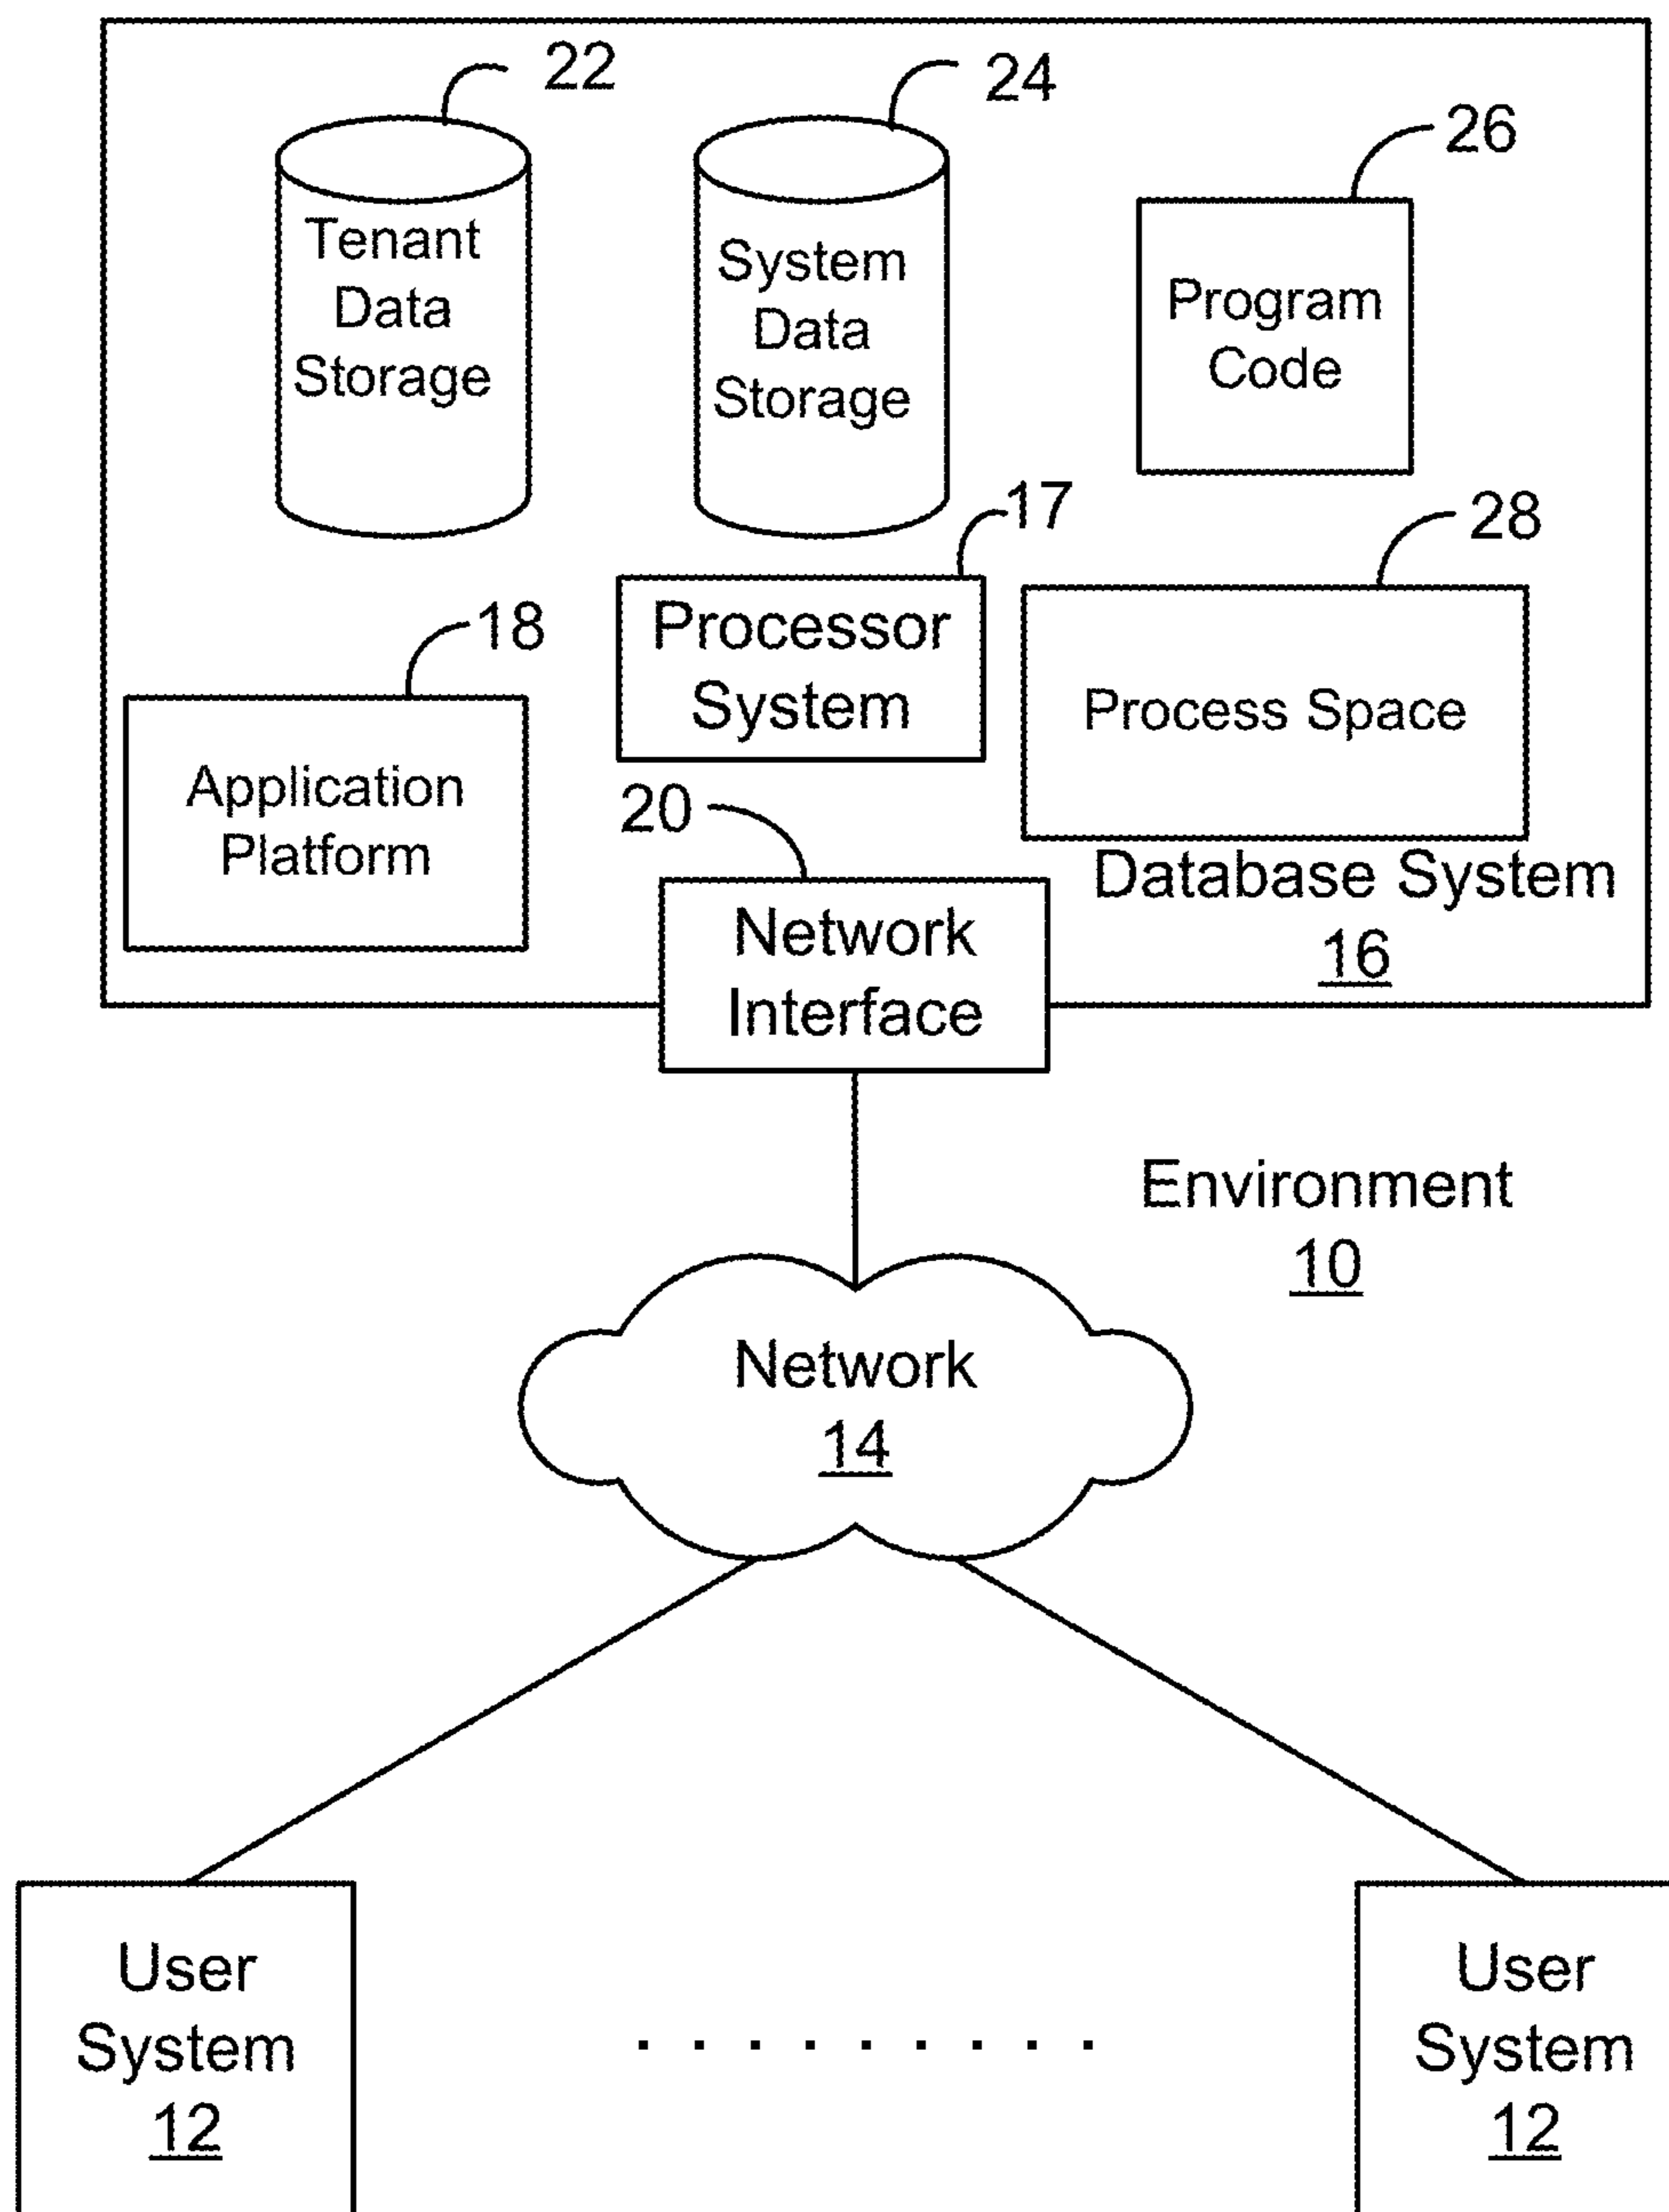 22
24
26
Tenant
Data
Storage
System
Data
Storage
Program
Code
17
28
18
Processor
System
Process Space
Application
Platform
20
Database System
16
Network
Interface
Environment
10
Network
14
User
System
12
. . . . . . . . .
User
System
12